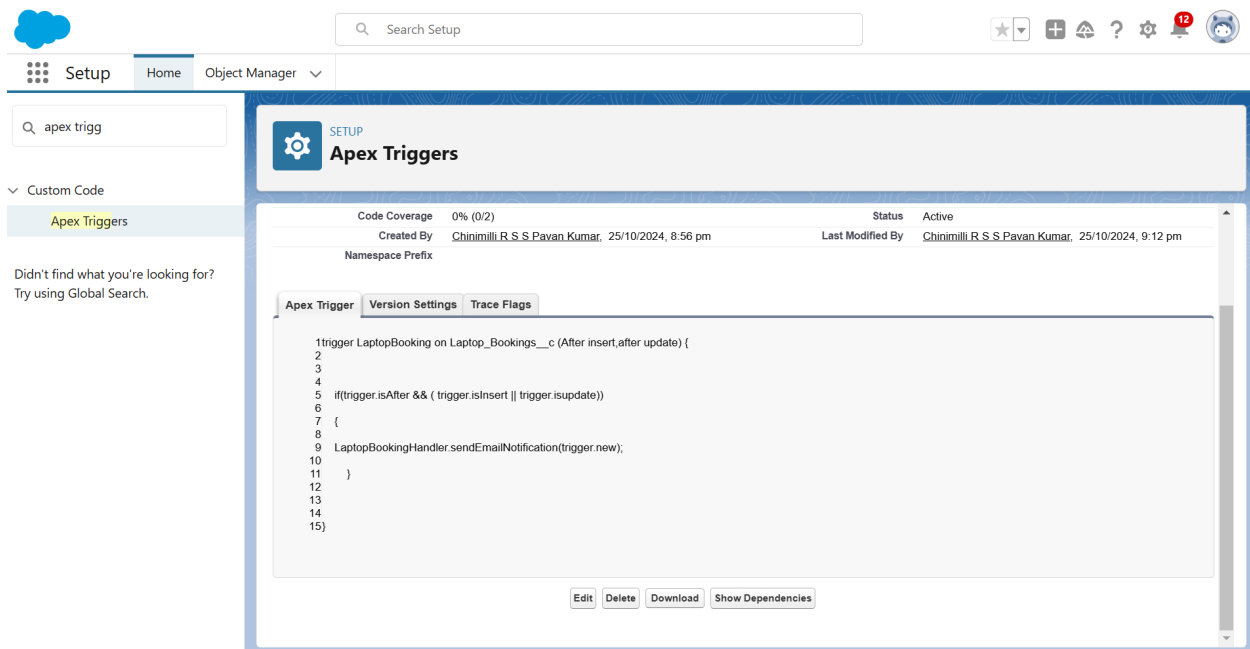 Search Setup
12
Setup
Home
Object Manager
apex trigg
Custom Code
Apex Triggers
Didn't find what you're looking for?
Try using Global Search.
SETUP
Apex Triggers
Code Coverage 0% (0/2) Status Active
Created By Chinimilli R S S Pavan Kumar, 25/10/2024, 8:56 pm Last Modified By Chinimilli R S S Pavan Kumar, 25/10/2024, 9:12 pm
Namespace Prefix
Apex Trigger Version Settings Trace Flags
1trigger LaptopBooking on Laptop_Bookings__c (After insert,after update) {
2
3
4
5 if(trigger.isAfter && ( trigger.isInsert || trigger.isupdate))
6
7 {
8
9 LaptopBookingHandler.sendEmailNotification(trigger.new);
10
11 }
12
13
14
15}
Edit Delete Download Show Dependencies